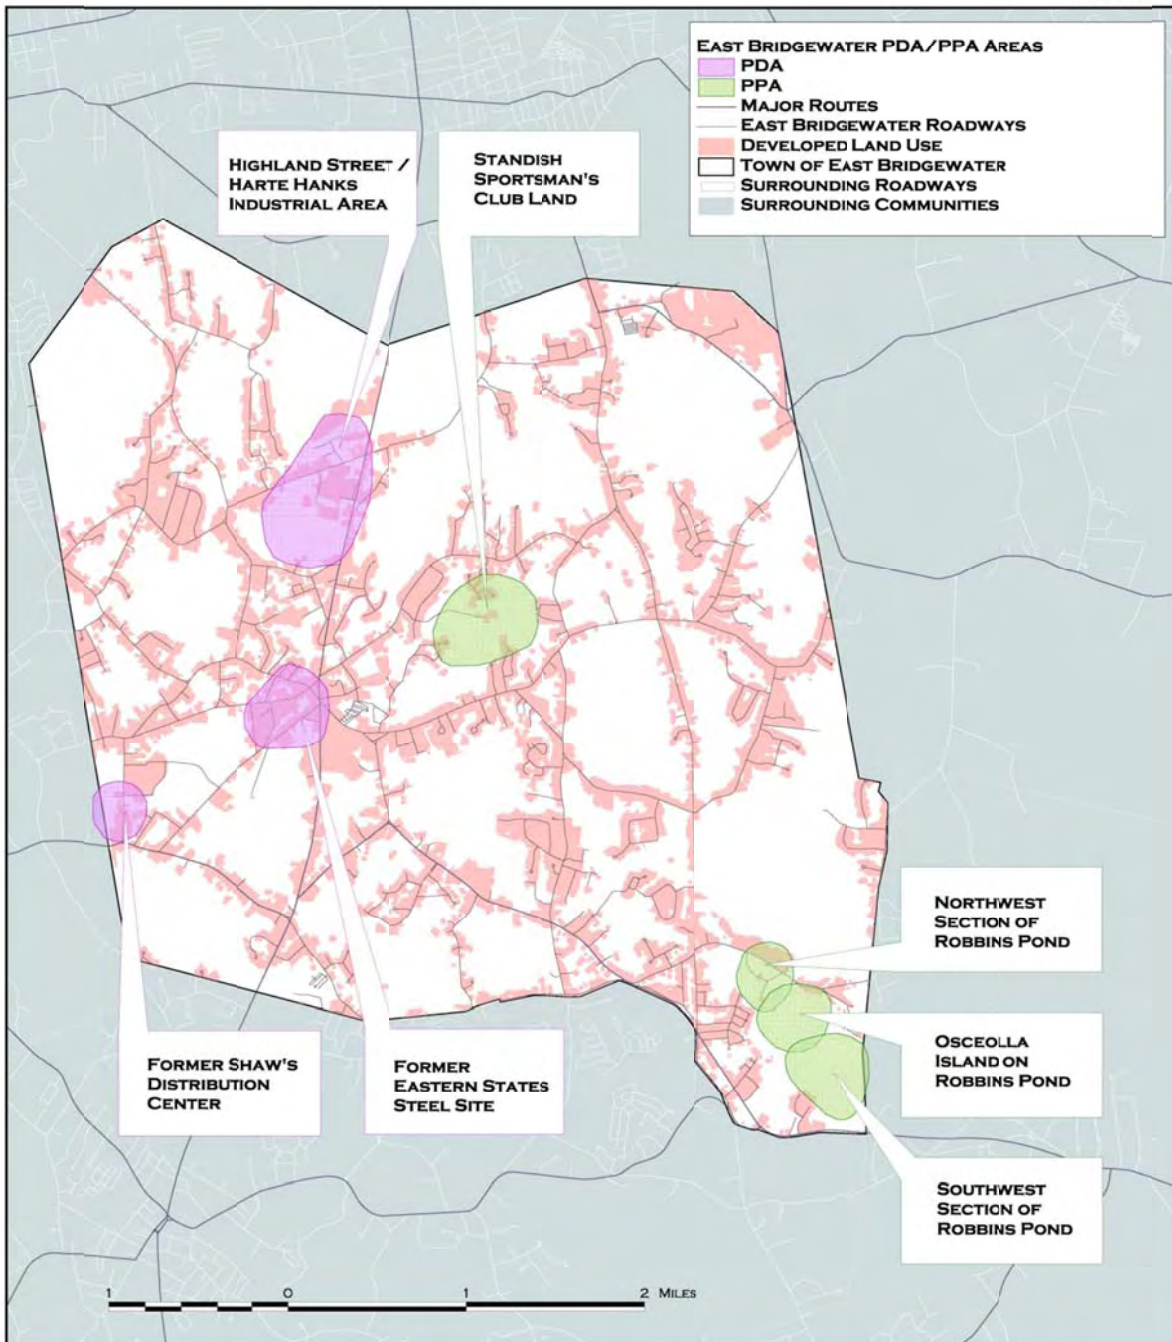 EAST BRIDGEWATER PDA/PPA AREAS
PDA
PPA
MAJOR ROUTES
EAST BRIDGEWATER ROADWAYS
DEVELOPED LAND USE
TOWN OF EAST BRIDGEWATER
SURROUNDING ROADWAYS
SURROUNDING COMMUNITIES
HIGHLAND STREET /
HARTE HANKS
INDUSTRIAL AREA
STANDISH
SPORTSMAN'S
CLUB LAND
NORTHWEST
SECTION OF
ROBBINS POND
OSCEOLLA
ISLAND ON
ROBBINS POND
SOUTHWEST
SECTION OF
ROBBINS POND
FORMER SHAW'S
DISTRIBUTION
CENTER
FORMER
EASTERN STATES
STEEL SITE
1 0 1 2 MILES